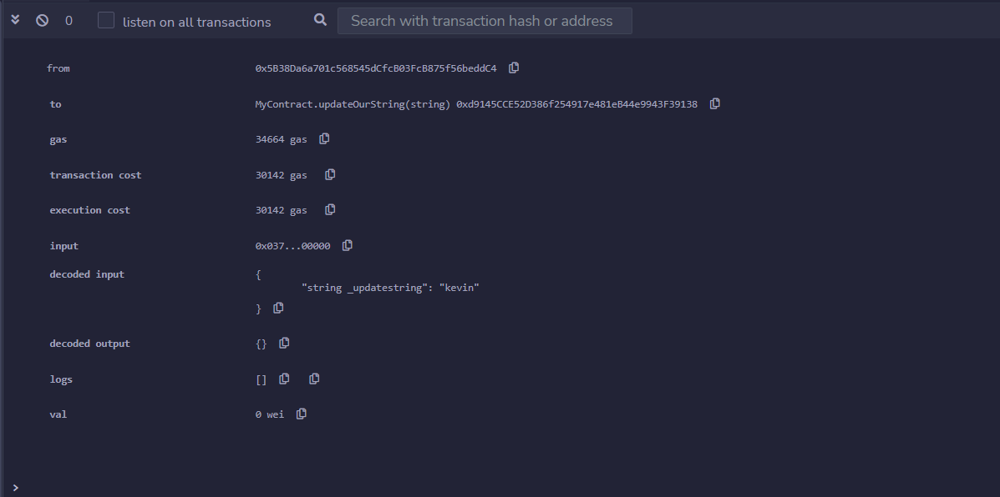 0 listen on all transactions Search with transaction hash or address
from 0x5B38Da6a701c568545dCfcB03FcB875f56beddC4
to MyContract.updateOurString(string) 0xd9145CCE52D386f254917e481eB44e9943F39138
gas 34664 gas
transaction cost 30142 gas
execution cost 30142 gas
input 0x037...00000
decoded input {
"string _updatestring": "kevin"
}
decoded output {}
logs []
val 0 wei
>